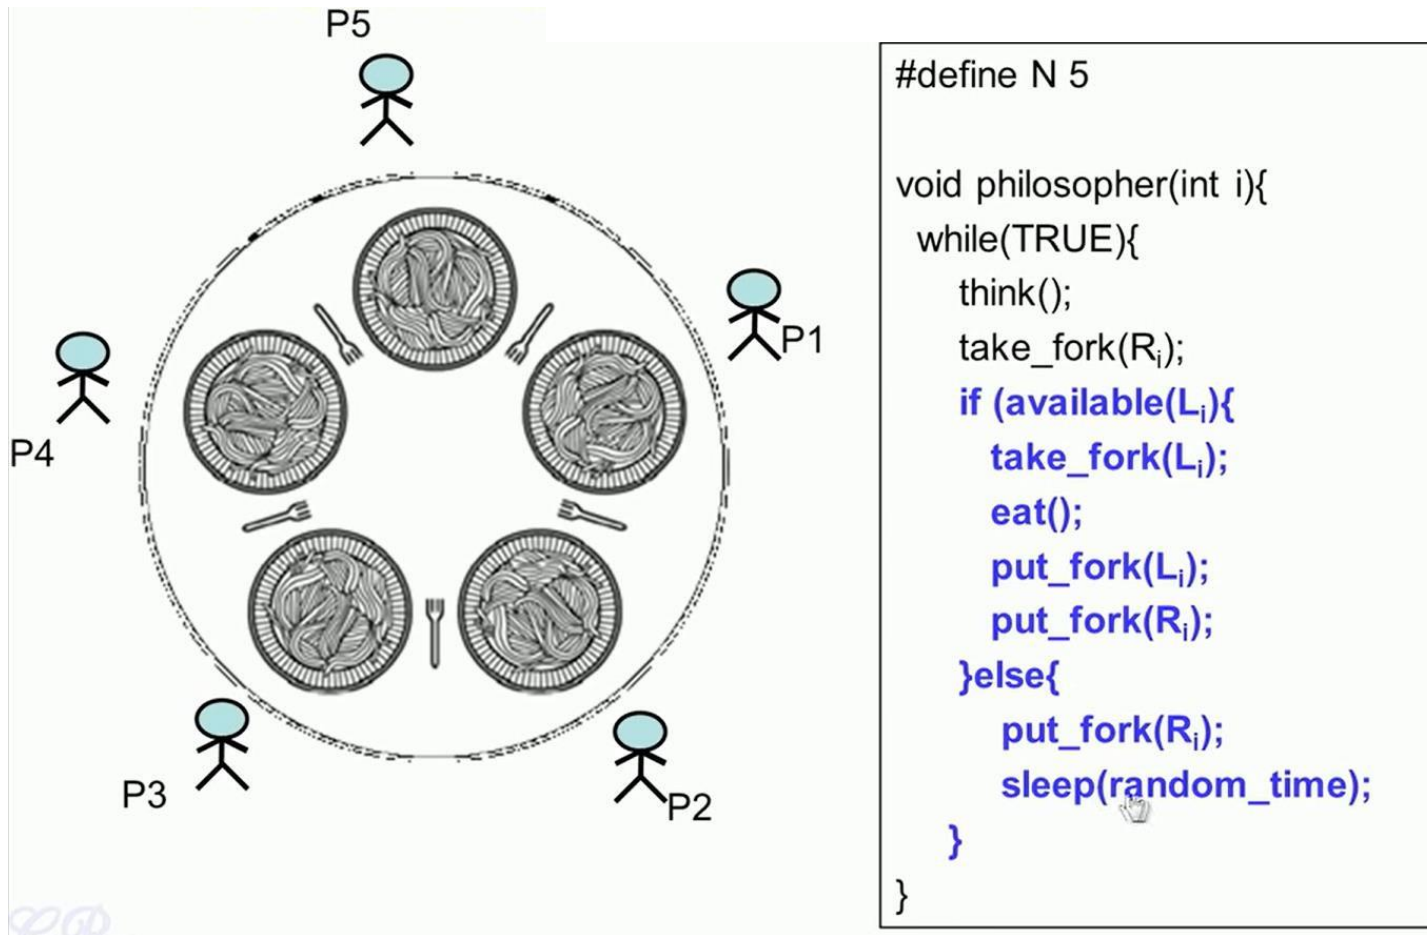 P5
P1
P4
P3
P2
#define N 5
void philosopher(int i){
while(TRUE){
think();
take_fork(Ri);
if (available(Li){
take_fork(Li);
eat();
put_fork(Li);
put_fork(Ri);
}else{
put_fork(Ri);
sleep(random_time);
}
}